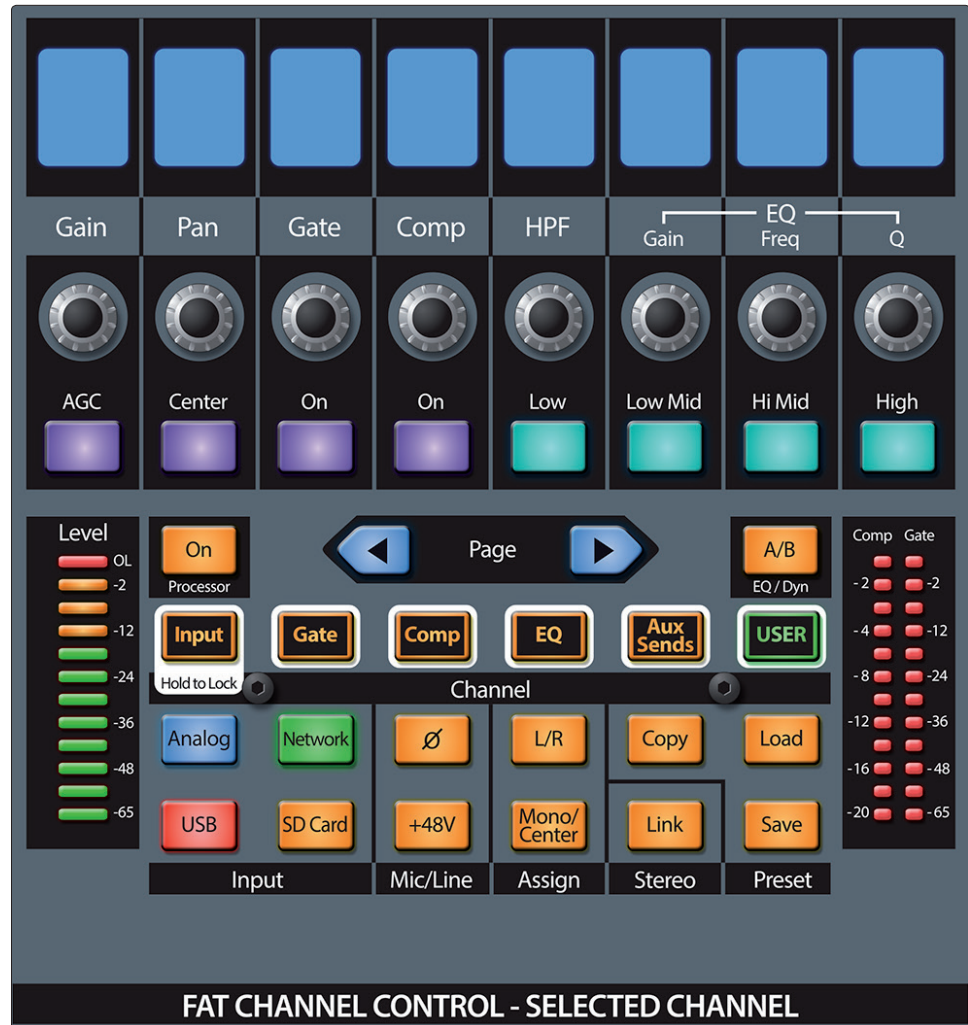 Gain Pan Gate Comp HPF EQ
Gain Freq Q
AGC Center On On Low Low Mid Hi Mid High
Level
OL
-2
-12
-24
-36
-48
-65
On
Processor
Page
A/B
EQ / Dyn
Input Gate Comp EQ Aux
Sends USER
Hold to Lock
Channel
Analog Network Ø L/R Copy Load
USB SD Card +48V Mono/
Center Link Save
Input Mic/Line Assign Stereo Preset
Comp Gate
-2 -2
-4 -12
-8 -24
-12 -36
-16 -48
-20 -65
FAT CHANNEL CONTROL - SELECTED CHANNEL